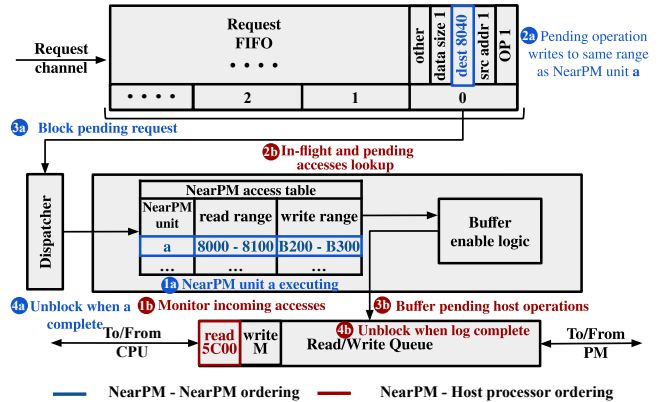 Request
FIFO
• • • •
other
data size 1
dest 8040
src addr 1
OP 1
Request
channel
• • • •
2
1
0
2a Pending operation
writes to same range
as NearPM unit a
3a Block pending request
2b In-flight and pending
accesses lookup
Dispatcher
NearPM access table
NearPM
unit
read range
write range
a
8000 - 8100
B200 - B300
...
...
...
Buffer
enable logic
1a NearPM unit a executing
4a Unblock when a
complete
1b Monitor incoming accesses
3b Buffer pending host operations
4b Unblock when log complete
To/From
CPU
read
5C00
write
M
Read/Write Queue
To/From
PM
NearPM - NearPM ordering
NearPM - Host processor ordering